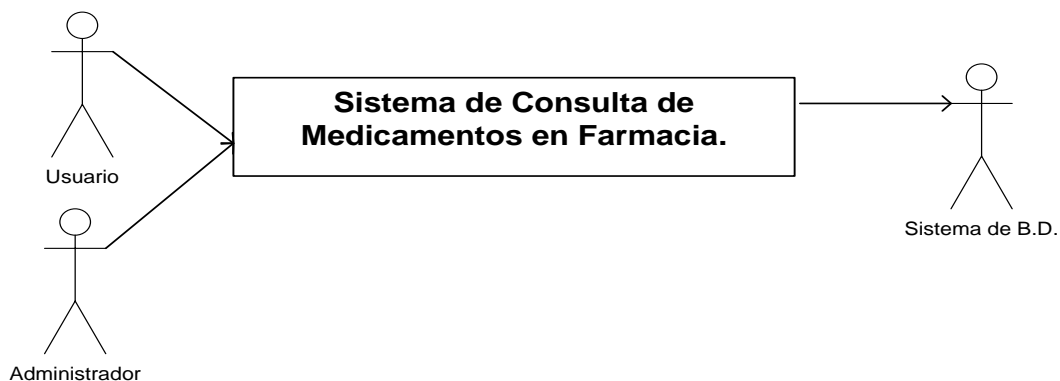 Usuario
Sistema de Consulta de
Medicamentos en Farmacia.
Sistema de B.D.
Administrador